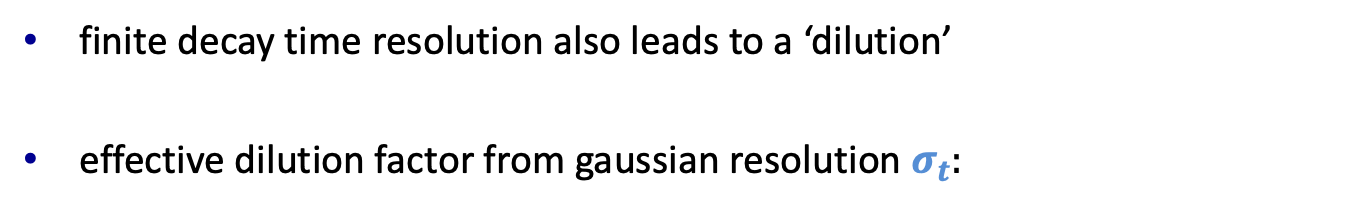 • finite decay time resolution also leads to a ‘dilution’
• effective dilution factor from gaussian resolution σₜ: